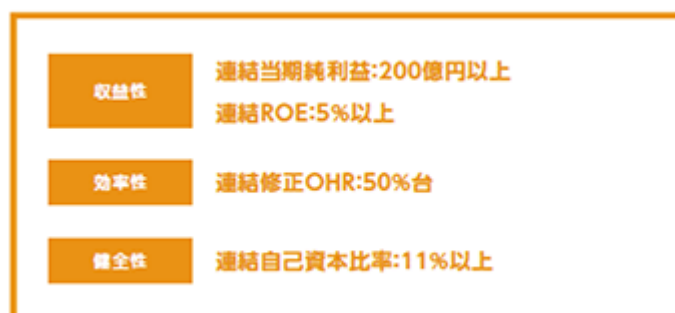 収益性
連結当期純利益:200億円以上
連結ROE:5%以上
効率性
連結修正OHR:50%台
健全性
連結自己資本比率:11%以上